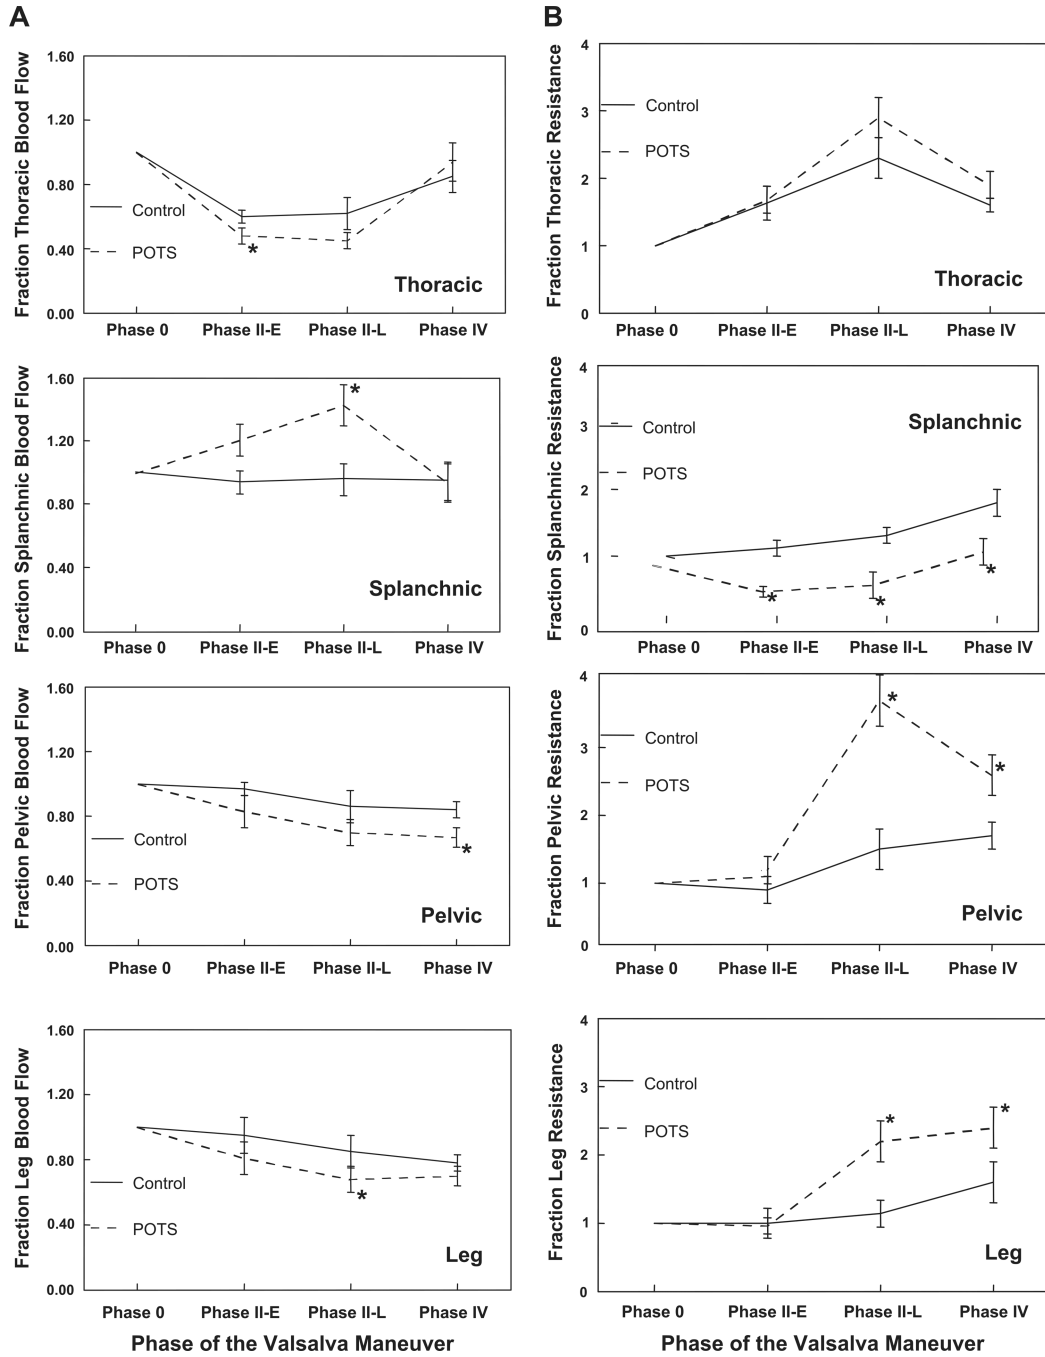 A
Fraction Thoracic Blood Flow
1.60
1.20
0.80
0.40
0.00
Control
POTS
*
Thoracic
Phase 0 Phase II-E Phase II-L Phase IV
Fraction Splanchnic Blood Flow
1.60
1.20
0.80
0.40
0.00
*
Splanchnic
Phase 0 Phase II-E Phase II-L Phase IV
Fraction Pelvic Blood Flow
1.60
1.20
0.80
0.40
0.00
Control
POTS
*
Pelvic
Phase 0 Phase II-E Phase II-L Phase IV
Fraction Leg Blood Flow
1.60
1.20
0.80
0.40
0.00
Control
POTS
*
Leg
Phase 0 Phase II-E Phase II-L Phase IV
Phase of the Valsalva Maneuver
B
Fraction Thoracic Resistance
4
3
2
1
0
Control
POTS
Thoracic
Phase 0 Phase II-E Phase II-L Phase IV
Fraction Splanchnic Resistance
4
3
2
1
0
Control
POTS
Splanchnic
* * *
Phase 0 Phase II-E Phase II-L Phase IV
Fraction Pelvic Resistance
4
3
2
1
0
Control
POTS
* *
Pelvic
Phase 0 Phase II-E Phase II-L Phase IV
Fraction Leg Resistance
4
3
2
1
0
Control
POTS
* *
Leg
Phase 0 Phase II-E Phase II-L Phase IV
Phase of the Valsalva Maneuver